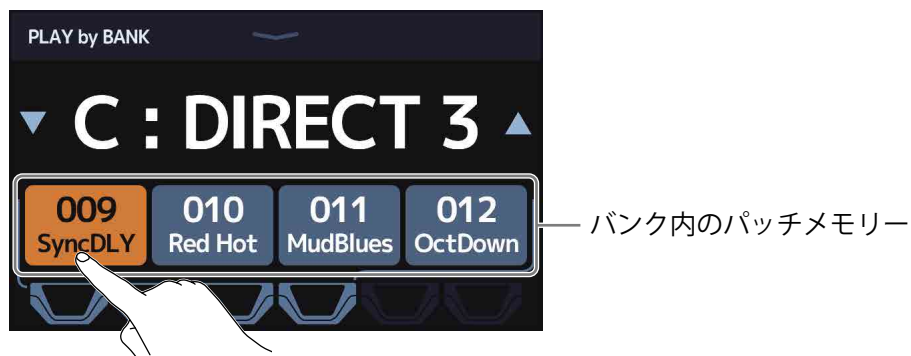 PLAY by BANK
▼ C : DIRECT 3 ▲
009 010 011 012
SyncDLY Red Hot MudBlues OctDown
バンク内のパッチメモリー